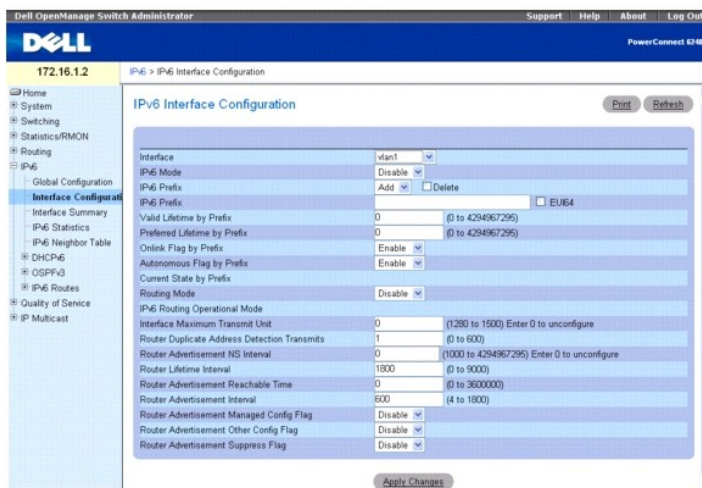 Dell OpenManage Switch Administrator Support Help About Log Out
DELL
PowerConnect 6248
172.16.1.2 IPv6 > IPv6 Interface Configuration
Home
System
Switching
Statistics/RMON
Routing
IPv6
Global Configuration
Interface Configurati
Interface Summary
IPv6 Statistics
IPv6 Neighbor Table
DHCPv6
OSPFv3
IPv6 Routes
Quality of Service
IP Multicast
IPv6 Interface Configuration Print Refresh
Interface vlan1
IPv6 Mode Disable
IPv6 Prefix Add Delete
IPv6 Prefix EUI64
Valid Lifetime by Prefix 0 (0 to 4294967295)
Preferred Lifetime by Prefix 0 (0 to 4294967295)
Onlink Flag by Prefix Enable
Autonomous Flag by Prefix Enable
Current State by Prefix
Routing Mode Disable
IPv6 Routing Operational Mode
Interface Maximum Transmit Unit 0 (1280 to 1500) Enter 0 to unconfigure
Router Duplicate Address Detection Transmits 1 (0 to 600)
Router Advertisement NS Interval 0 (1000 to 4294967295) Enter 0 to unconfigure
Router Lifetime Interval 1800 (0 to 9000)
Router Advertisement Reachable Time 0 (0 to 3600000)
Router Advertisement Interval 600 (4 to 1800)
Router Advertisement Managed Config Flag Disable
Router Advertisement Other Config Flag Disable
Router Advertisement Suppress Flag Disable
Apply Changes